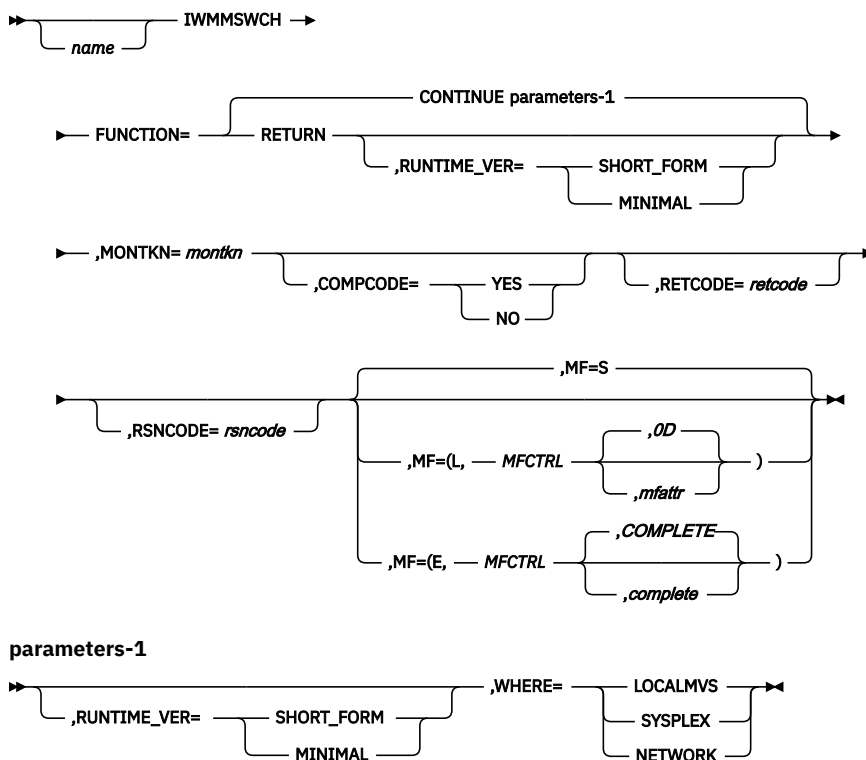 IWMMSWCH
name
CONTINUE parameters-1
FUNCTION= RETURN
,RUNTIME_VER= SHORT_FORM
MINIMAL
,MONTKN= montkn
,COMPCODE= YES
NO
,RETCODE= retcode
,MF=S
,RSNCODE= rsncode
,0D
,MF=(L, MFCTRL )
,mfattr
,COMPLETE
,MF=(E, MFCTRL )
,complete
parameters-1
,WHERE= LOCALMVS
,RUNTIME_VER= SHORT_FORM SYSPLEX
MINIMAL NETWORK